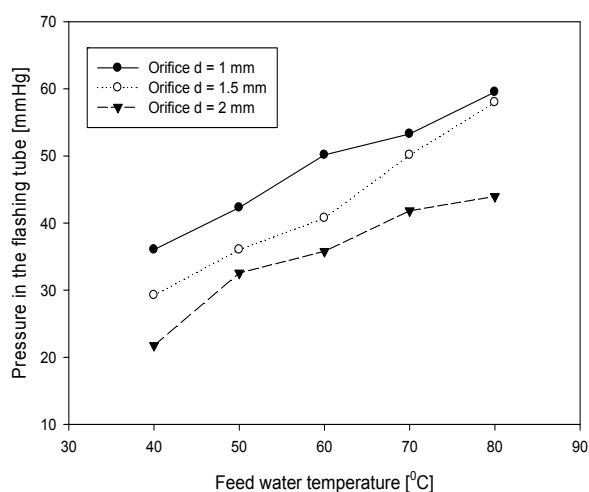 70
60
50
40
30
20
10
Pressure in the flashing tube [mmHg]
Orifice d = 1 mm
Orifice d = 1.5 mm
Orifice d = 2 mm
30 40 50 60 70 80 90
Feed water temperature [⁰C]